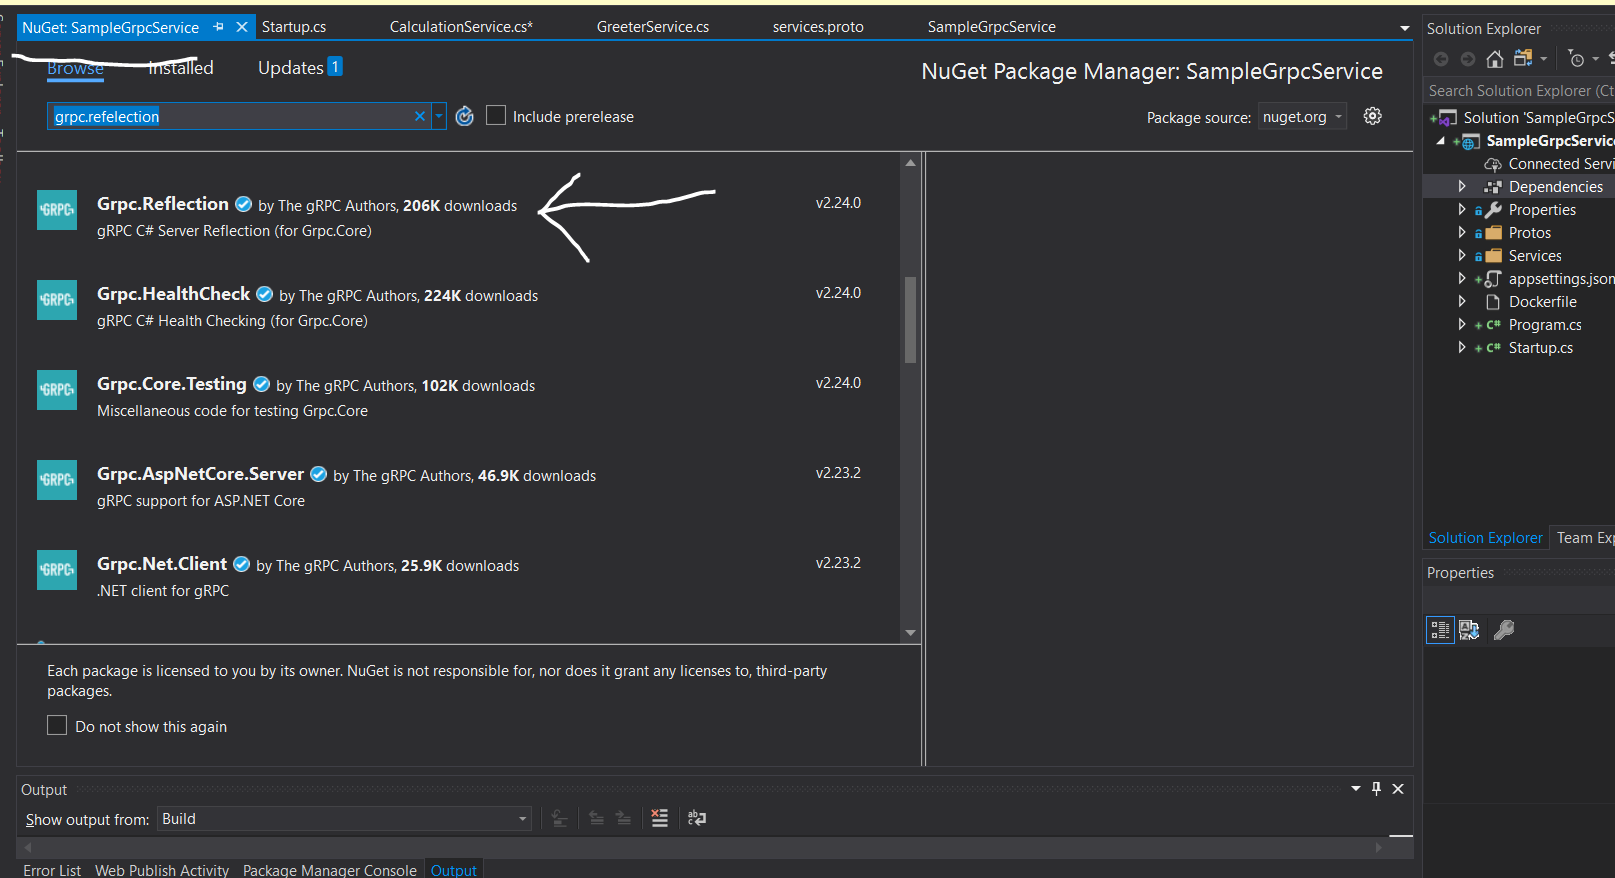 NuGet: SampleGrpcService
Startup.cs
CalculationService.cs*
GreeterService.cs
services.proto
SampleGrpcService
Browse
Installed
Updates 1
NuGet Package Manager: SampleGrpcService
grpc.refelection
Include prerelease
Package source: nuget.org
GRPC
Grpc.Reflection by The gRPC Authors, 206K downloads
v2.24.0
gRPC C# Server Reflection (for Grpc.Core)
GRPC
Grpc.HealthCheck by The gRPC Authors, 224K downloads
v2.24.0
gRPC C# Health Checking (for Grpc.Core)
GRPC
Grpc.Core.Testing by The gRPC Authors, 102K downloads
v2.24.0
Miscellaneous code for testing Grpc.Core
GRPC
Grpc.AspNetCore.Server by The gRPC Authors, 46.9K downloads
v2.23.2
gRPC support for ASP.NET Core
GRPC
Grpc.Net.Client by The gRPC Authors, 25.9K downloads
v2.23.2
.NET client for gRPC
Each package is licensed to you by its owner. NuGet is not responsible for, nor does it grant any licenses to, third-party
packages.
Do not show this again
Output
Show output from: Build
Error List
Web Publish Activity
Package Manager Console
Output
Solution Explorer
Search Solution Explorer (Ct
Solution 'SampleGrpcS
SampleGrpcService
Connected Servi
Dependencies
Properties
Protos
Services
appsettings.json
Dockerfile
C# Program.cs
C# Startup.cs
Solution Explorer
Team Exp
Properties